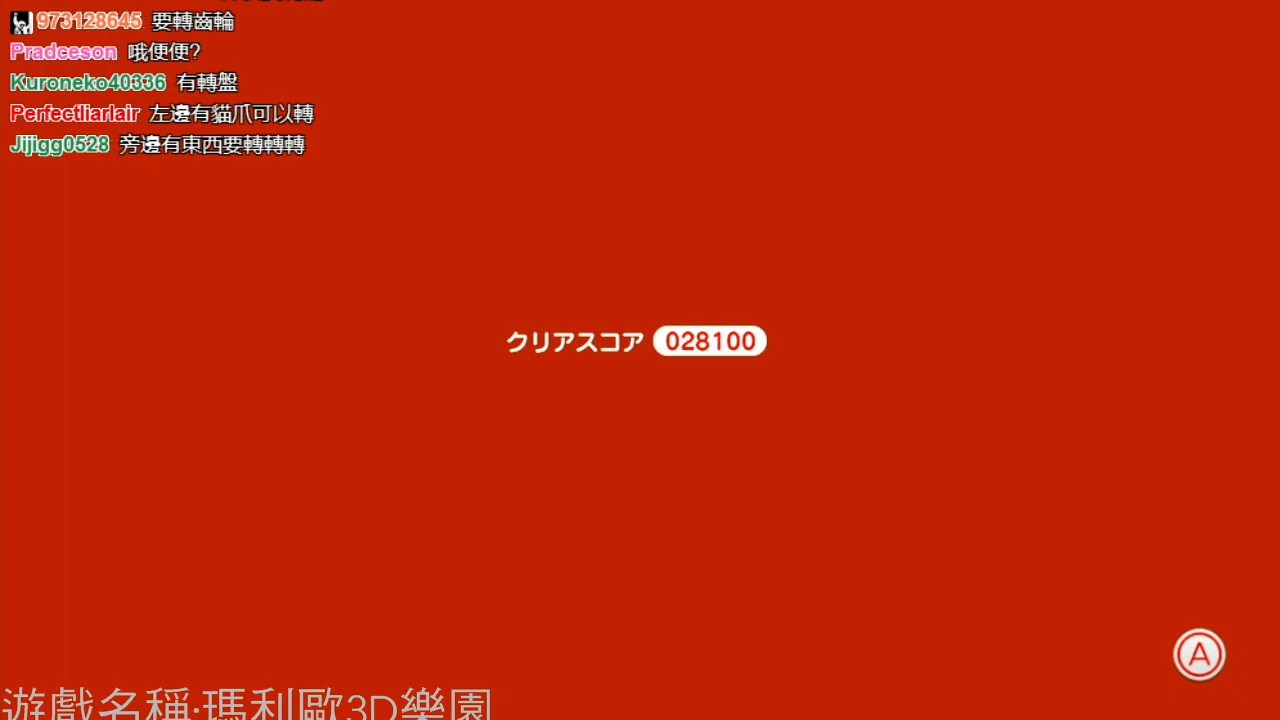 973128645 要轉齒輪
Pradceson 哦便便?
Kuroneko40336 有轉盤
Perfectliarlair 左邊有貓爪可以轉
Jijigg0528 旁邊有東西要轉轉轉
クリアスコア 028100
A
遊戲名稱:瑪利歐3D樂園